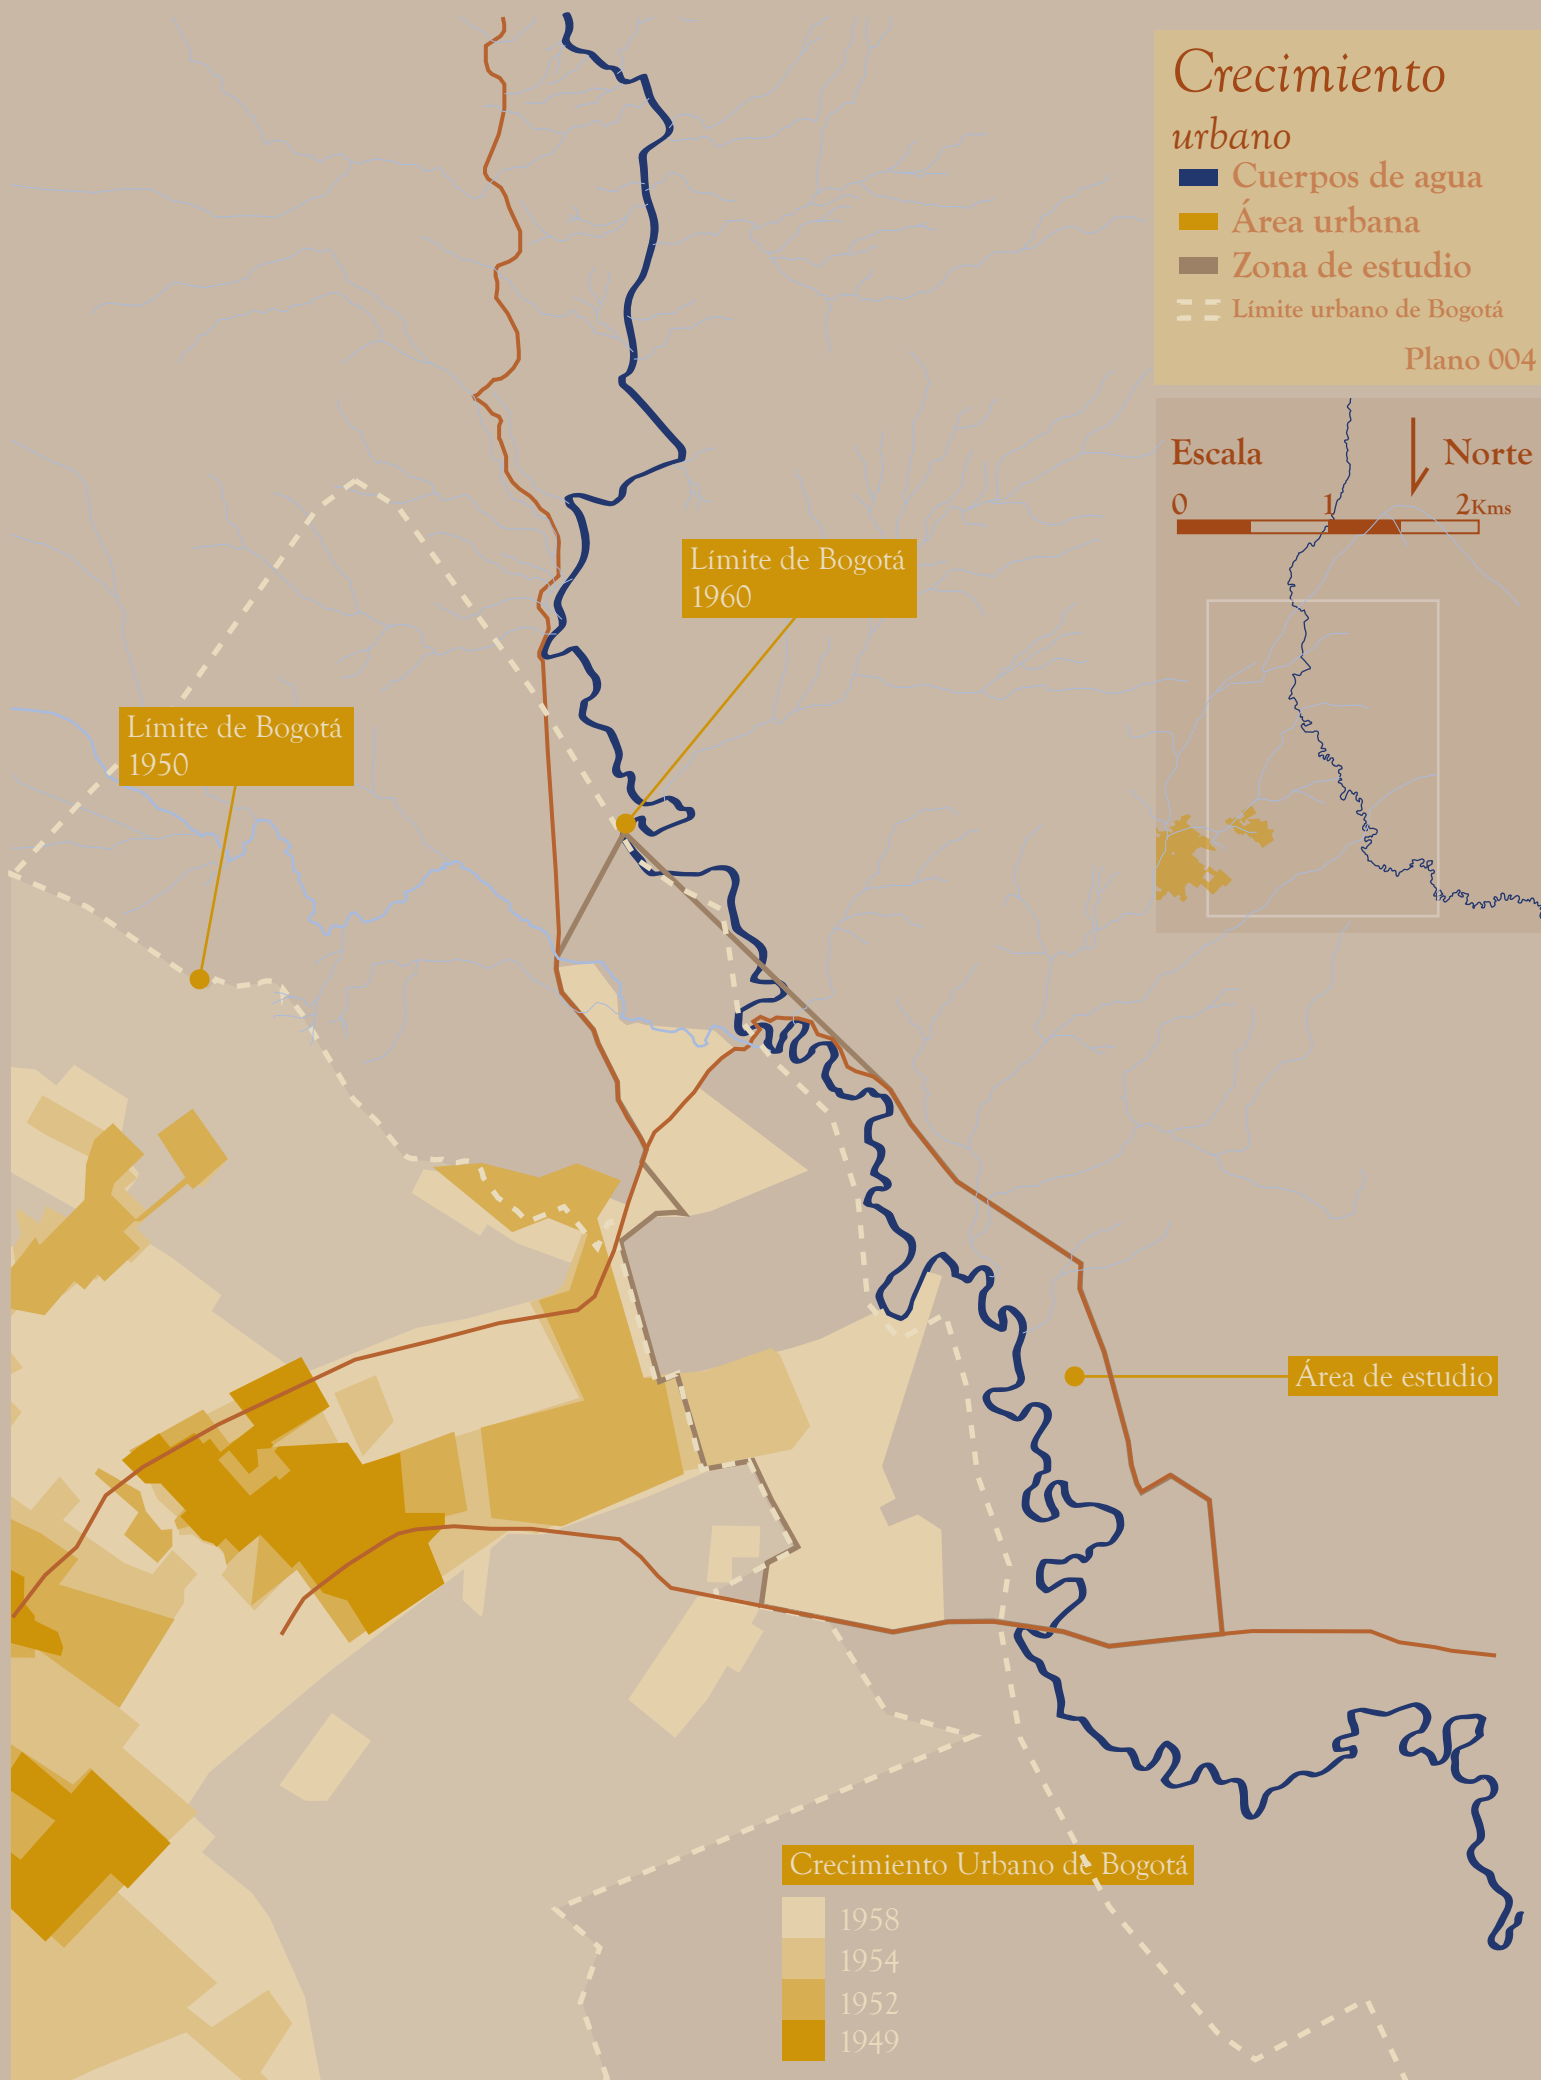 Crecimiento
urbano
Cuerpos de agua
Área urbana
Zona de estudio
Límite urbano de Bogotá
Plano 004
Escala
Norte
0 1 2Kms
Límite de Bogotá
1960
Límite de Bogotá
1950
Área de estudio
Crecimiento Urbano de Bogotá
1958
1954
1952
1949